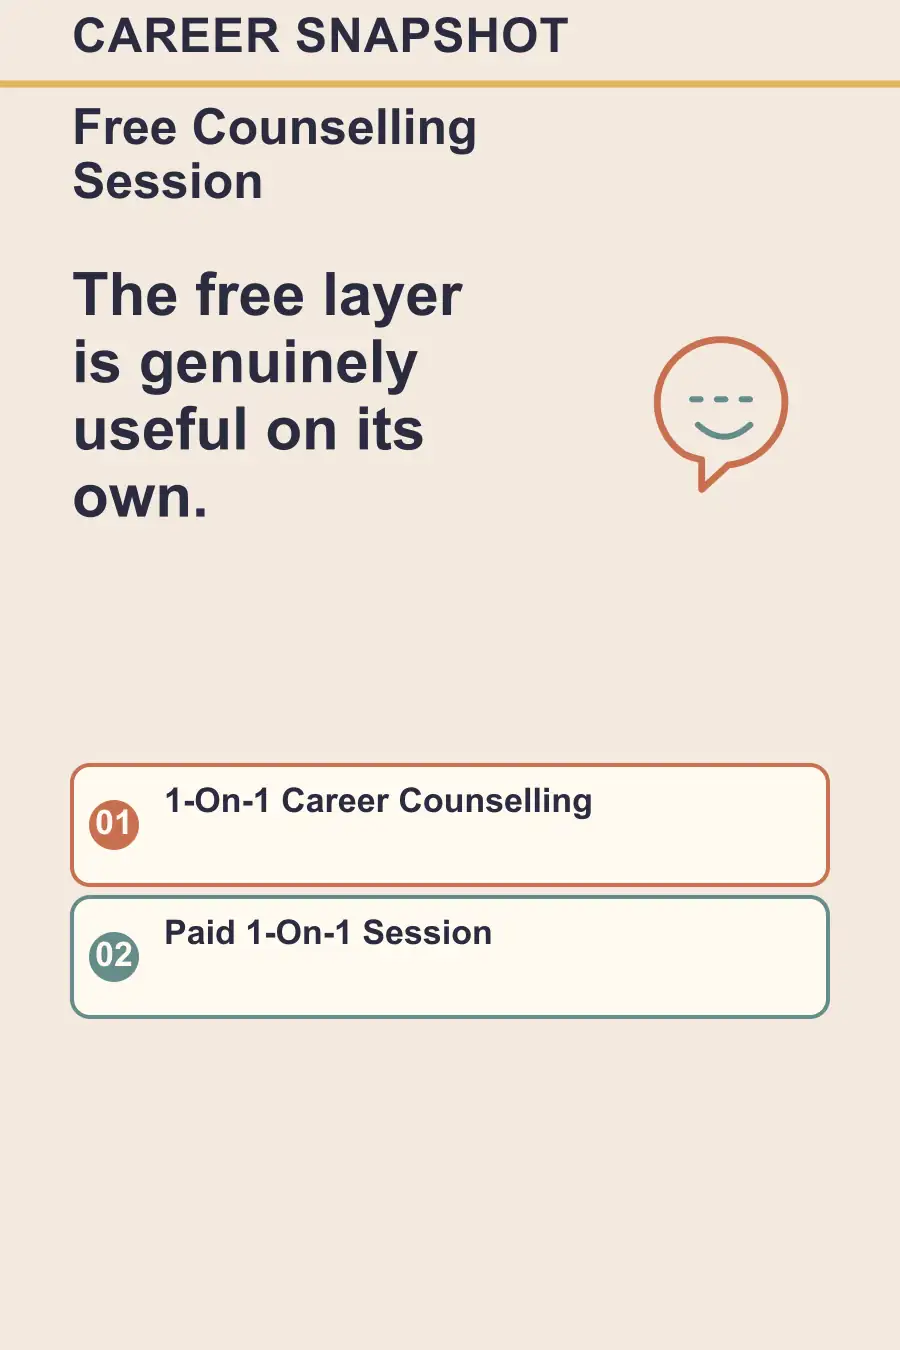 CAREER SNAPSHOT
Free Counselling
Session
The free layer
is genuinely
useful on its
own.
01
1-On-1 Career Counselling
02
Paid 1-On-1 Session